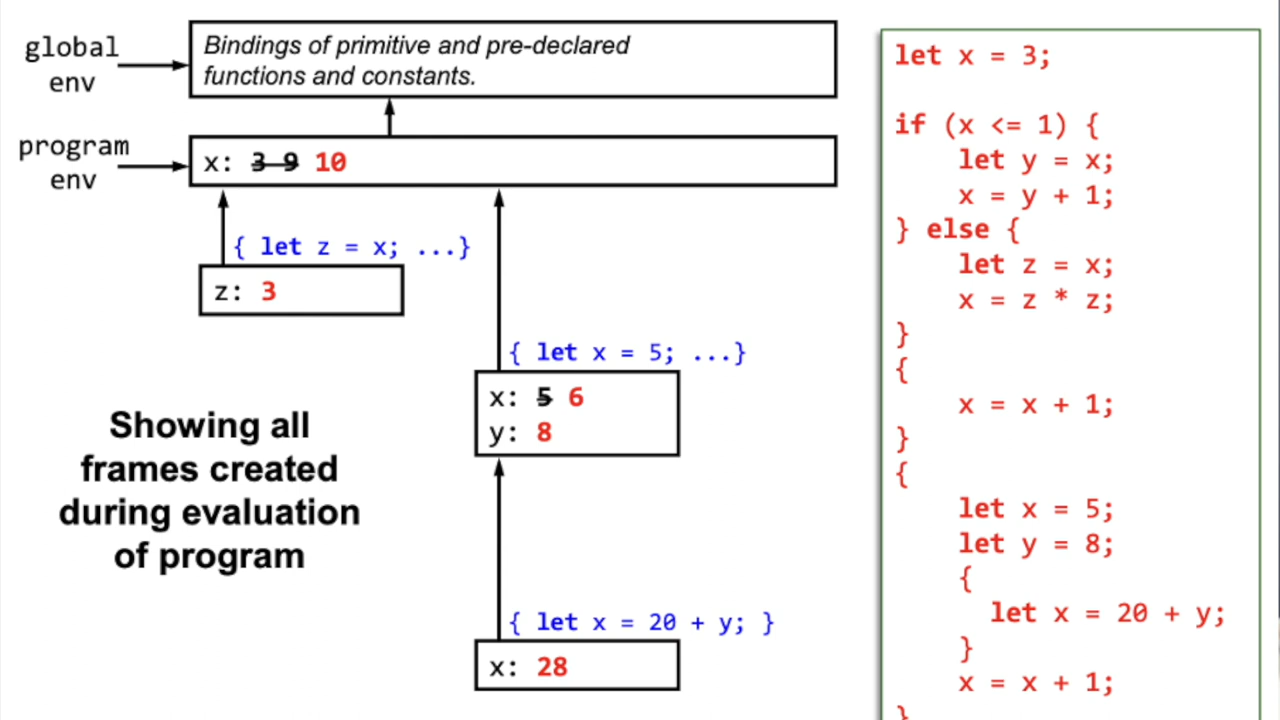 global
env
Bindings of primitive and pre-declared
functions and constants.
program
env
x: 3 9 10
{ let z = x; ...}
z: 3
{ let x = 5; ...}
x: 5 6
y: 8
Showing all
frames created
during evaluation
of program
{ let x = 20 + y; }
x: 28
let x = 3;
if (x <= 1) {
let y = x;
x = y + 1;
} else {
let z = x;
x = z * z;
}
{
x = x + 1;
}
{
let x = 5;
let y = 8;
{
let x = 20 + y;
}
x = x + 1;
}